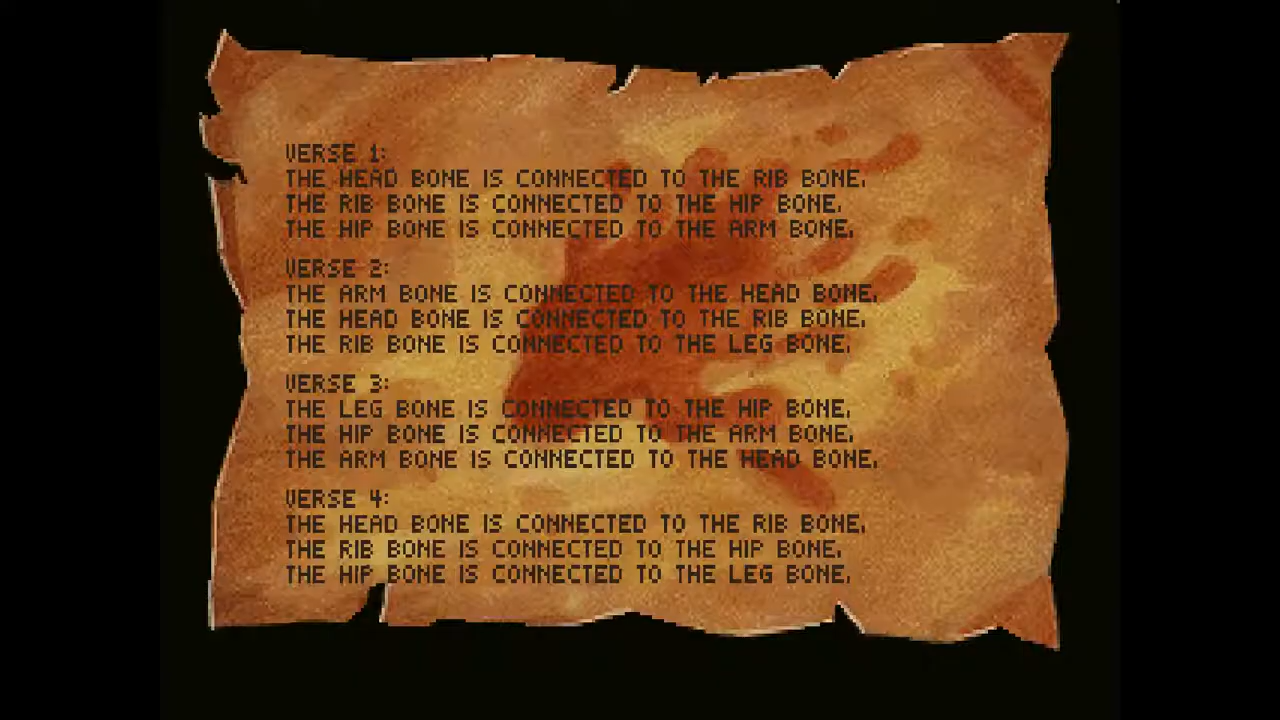 VERSE 1:
THE HEAD BONE IS CONNECTED TO THE RIB BONE.
THE RIB BONE IS CONNECTED TO THE HIP BONE.
THE HIP BONE IS CONNECTED TO THE ARM BONE.
VERSE 2:
THE ARM BONE IS CONNECTED TO THE HEAD BONE.
THE HEAD BONE IS CONNECTED TO THE RIB BONE.
THE RIB BONE IS CONNECTED TO THE LEG BONE.
VERSE 3:
THE LEG BONE IS CONNECTED TO THE HIP BONE.
THE HIP BONE IS CONNECTED TO THE ARM BONE.
THE ARM BONE IS CONNECTED TO THE HEAD BONE.
VERSE 4:
THE HEAD BONE IS CONNECTED TO THE RIB BONE.
THE RIB BONE IS CONNECTED TO THE HIP BONE.
THE HIP BONE IS CONNECTED TO THE LEG BONE.